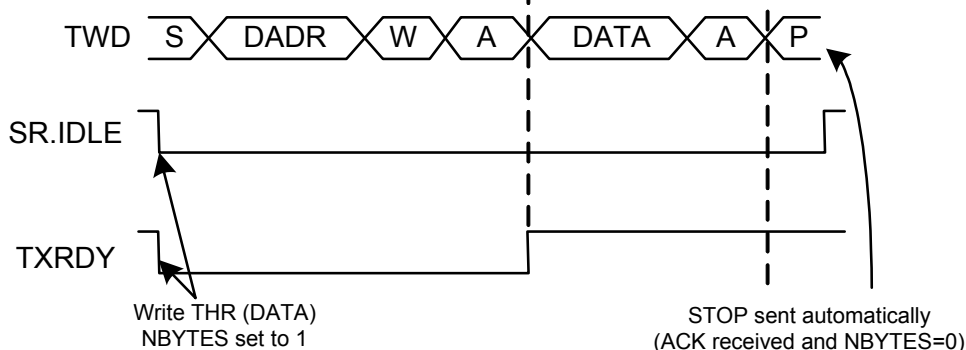 TWD S DADR W A DATA A P
SR.IDLE
TXRDY
Write THR (DATA)
NBYTES set to 1
STOP sent automatically
(ACK received and NBYTES=0)